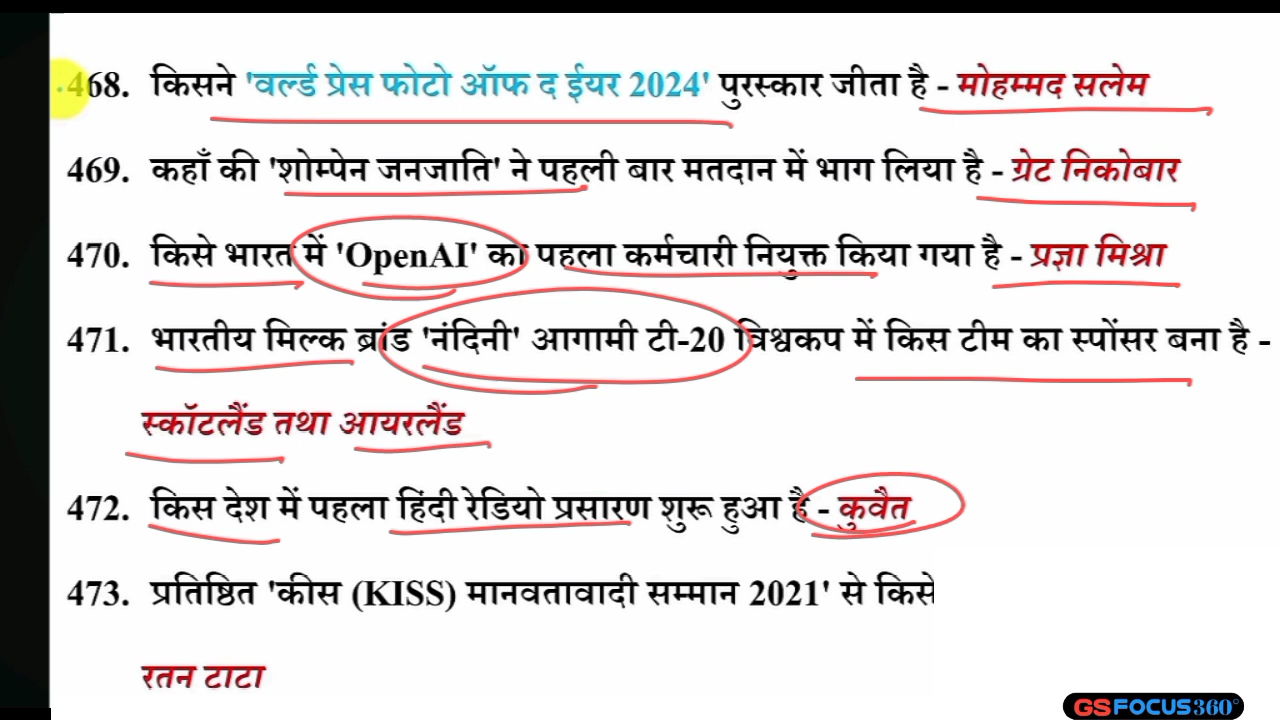 468. किसने 'वर्ल्ड प्रेस फोटो ऑफ द ईयर 2024' पुरस्कार जीता है - मोहम्मद सलेम
469. कहाँ की 'शोम्पेन जनजाति' ने पहली बार मतदान में भाग लिया है - ग्रेट निकोबार
470. किसे भारत में 'OpenAI' का पहला कर्मचारी नियुक्त किया गया है - प्रज्ञा मिश्रा
471. भारतीय मिल्क ब्रांड 'नंदिनी' आगामी टी-20 विश्वकप में किस टीम का स्पोंसर बना है -
स्कॉटलैंड तथा आयरलैंड
472. किस देश में पहला हिंदी रेडियो प्रसारण शुरू हुआ है - कुवैत
473. प्रतिष्ठित 'कीस (KISS) मानवतावादी सम्मान 2021' से किसे
रतन टाटा
GSFOCUS360°